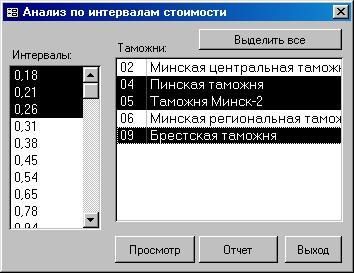 Анализ по интервалам стоимости
Интервалы:
0,18
0,21
0,26
0,31
0,38
0,45
0,54
0,65
0,78
0,94
Таможни:
Выделить все
02 Минская центральная таможн
04 Пинская таможня
05 Таможня Минск-2
06 Минская региональная тамож
09 Брестская таможня
Просмотр
Отчет
Выход